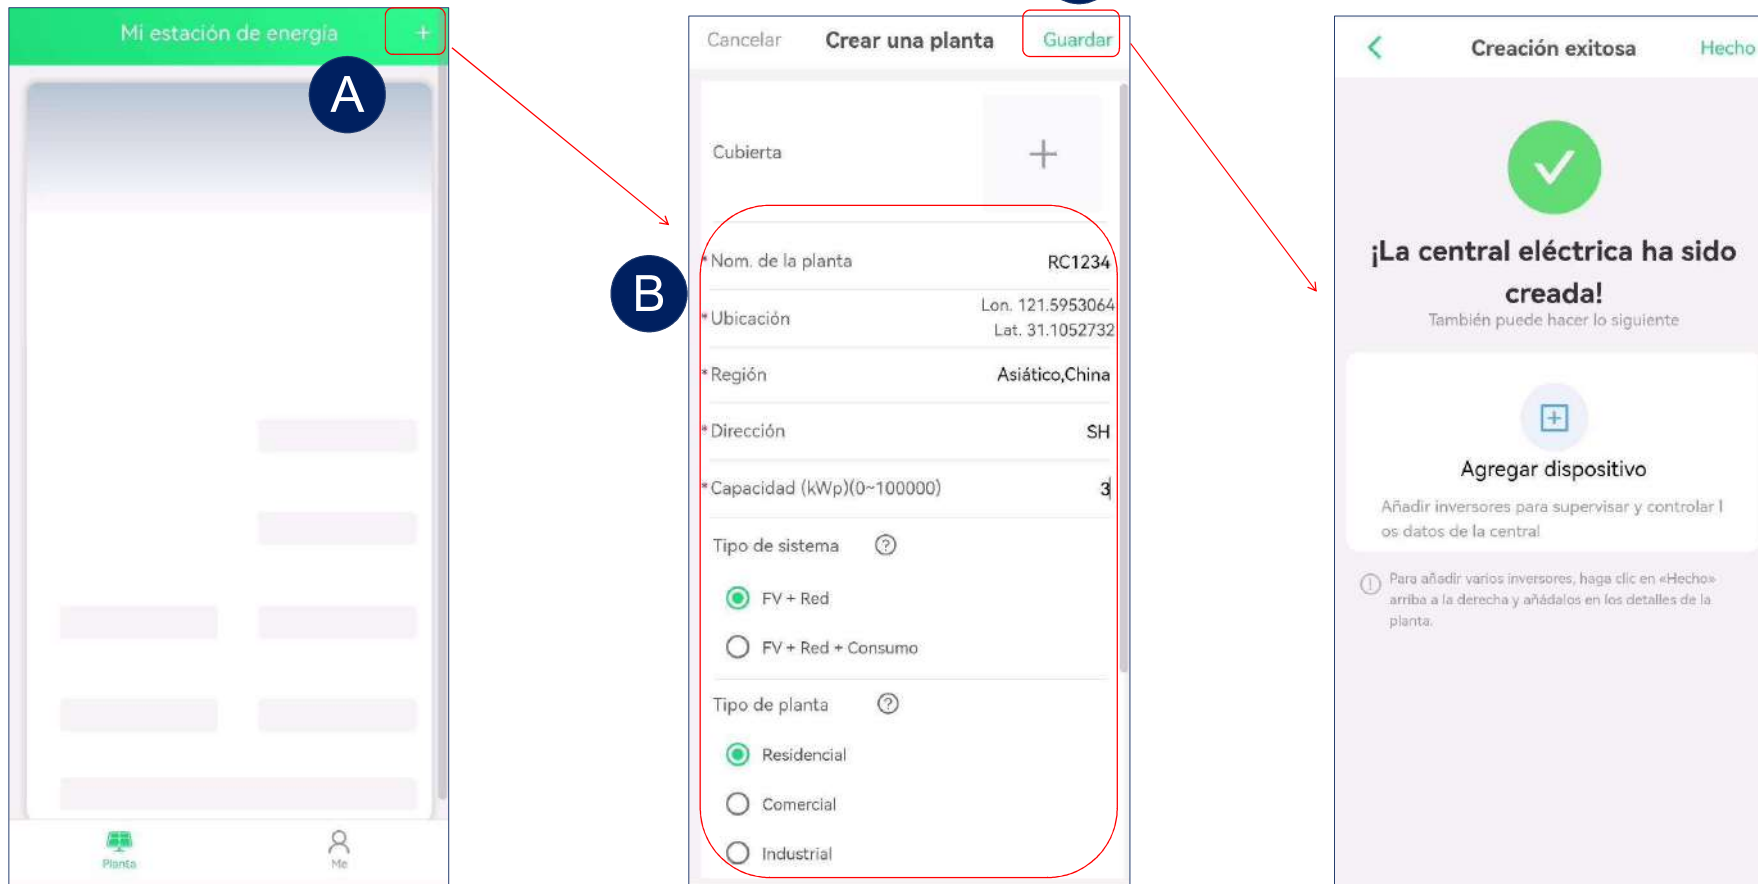 Mi estación de energía +
A
Planta
Me
Cancelar Crear una planta Guardar
Cubierta
B
*Nom. de la planta RC1234
*Ubicación Lon. 121.5953064
Lat. 31.1052732
*Región Asiático,China
*Dirección SH
*Capacidad (kWp)(0~100000) 3
Tipo de sistema ?
FV + Red
FV + Red + Consumo
Tipo de planta ?
Residencial
Comercial
Industrial
Creación exitosa Hecho
¡La central eléctrica ha sido
creada!
También puede hacer lo siguiente
Agregar dispositivo
Añadir inversores para supervisar y controlar l
os datos de la central
Para añadir varios inversores, haga clic en «Hecho»
arriba a la derecha y añádalos en los detalles de la
planta.